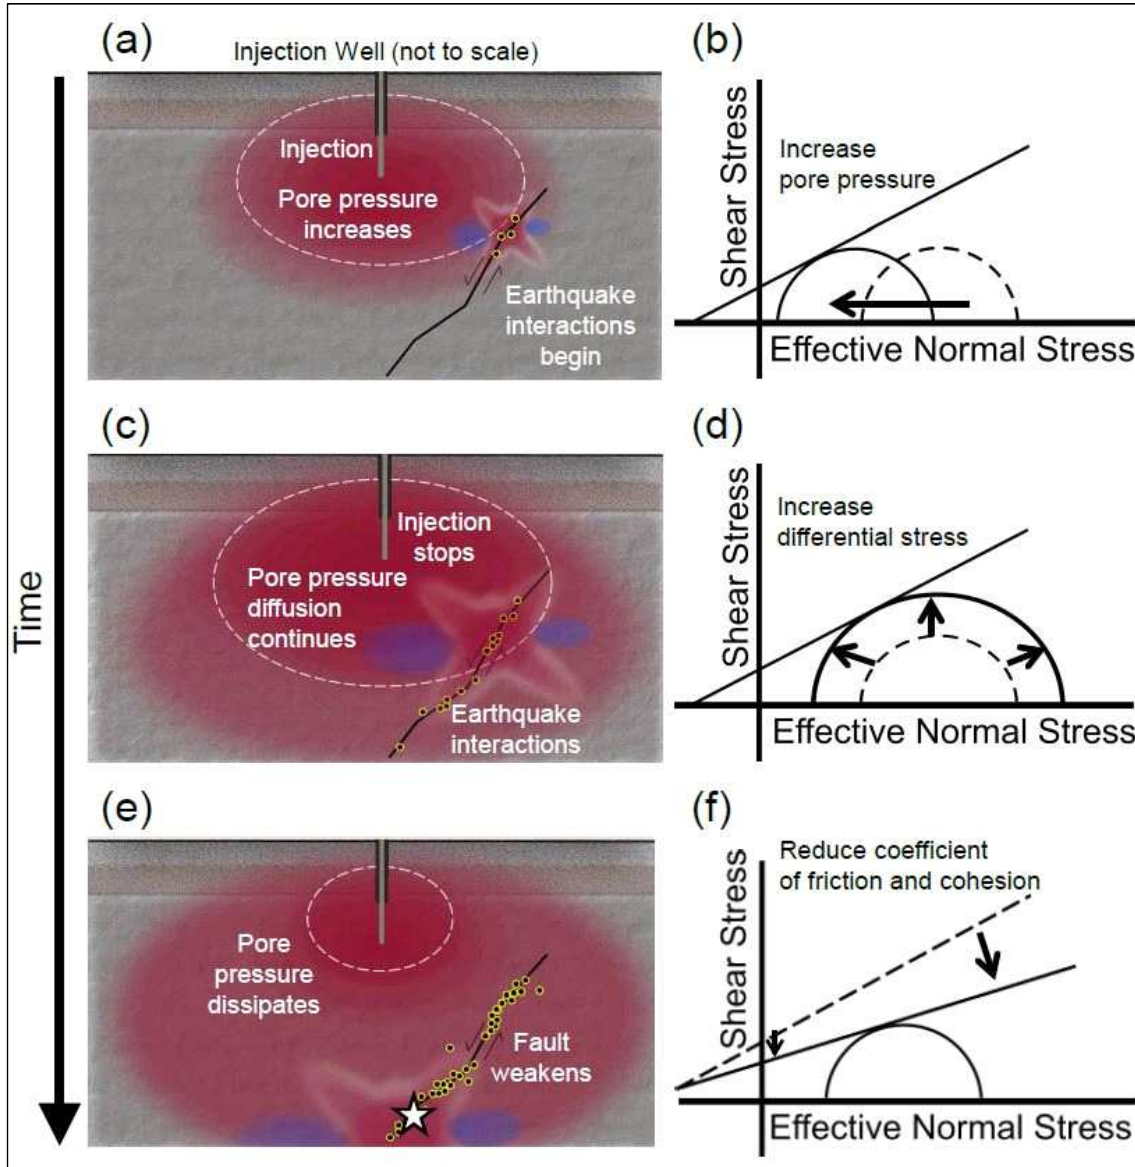 (a)
Injection Well (not to scale)
Injection
Pore pressure
increases
Earthquake
interactions
begin
(b)
Shear Stress
Increase
pore pressure
Effective Normal Stress
Time
(c)
Injection
stops
Pore pressure
diffusion
continues
Earthquake
interactions
(d)
Shear Stress
Increase
differential stress
Effective Normal Stress
(e)
Pore
pressure
dissipates
Fault
weakens
(f)
Shear Stress
Reduce coefficient
of friction and cohesion
Effective Normal Stress